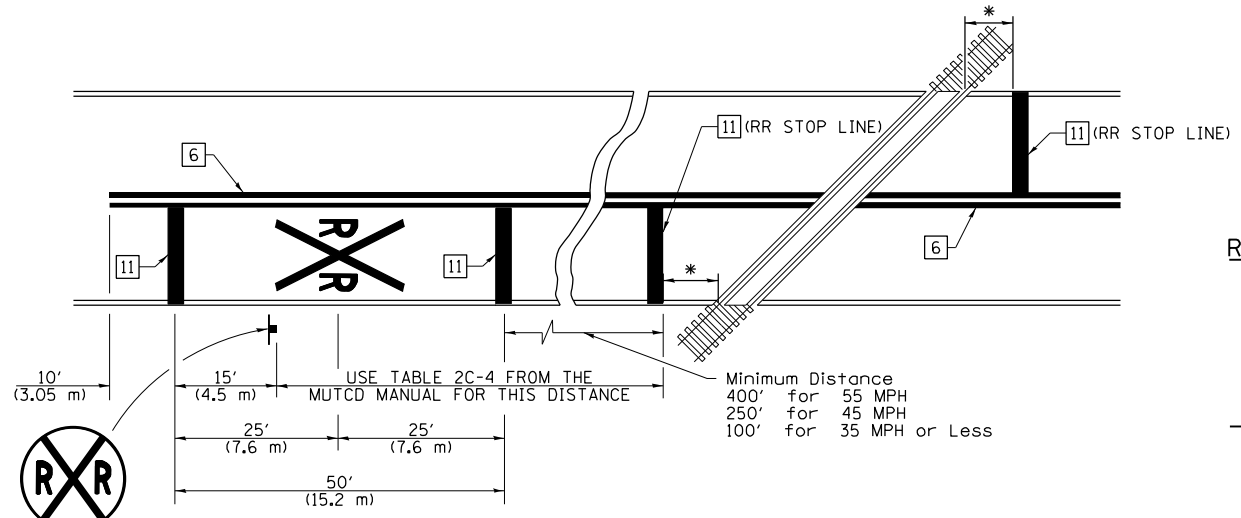 *
11 (RR STOP LINE)
11 (RR STOP LINE)
6
R
R
11
11
*
6
R
10'
(3.05 m)
15'
(4.5 m)
USE TABLE 2C-4 FROM THE
MUTCD MANUAL FOR THIS DISTANCE
Minimum Distance
400' for 55 MPH
250' for 45 MPH
100' for 35 MPH or Less
25'
(7.6 m)
25'
(7.6 m)
R R
50'
(15.2 m)